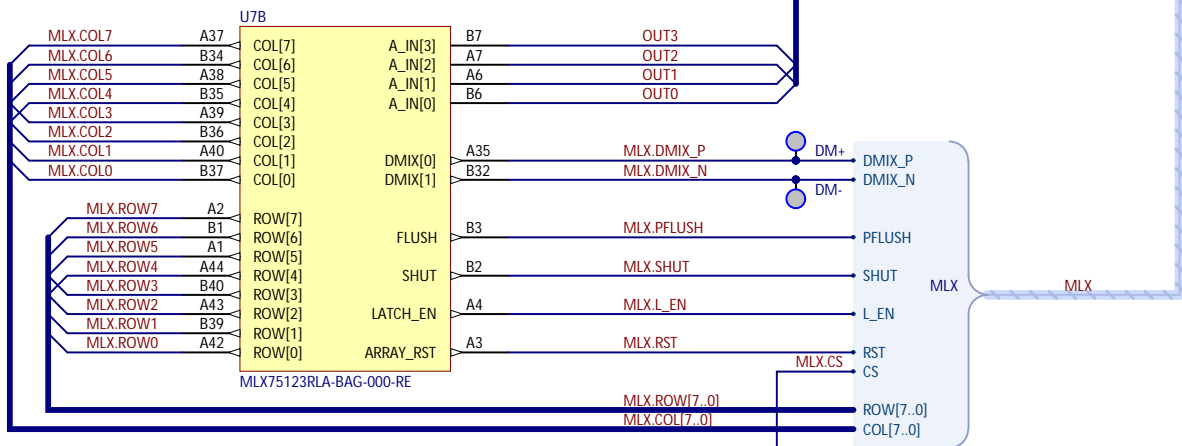 U7B
MLX.COL7 A37 COL[7] A_IN[3] B7 OUT3
MLX.COL6 B34 COL[6] A_IN[2] A7 OUT2
MLX.COL5 A38 COL[5] A_IN[1] A6 OUT1
MLX.COL4 B35 COL[4] A_IN[0] B6 OUT0
MLX.COL3 A39 COL[3]
MLX.COL2 B36 COL[2]
MLX.COL1 A40 COL[1] DMIX[0] A35 MLX.DMIX_P DM+ DMIX_P
MLX.COL0 B37 COL[0] DMIX[1] B32 MLX.DMIX_N DM- DMIX_N
MLX.ROW7 A2 ROW[7]
MLX.ROW6 B1 ROW[6] FLUSH B3 MLX.PFLUSH PFLUSH
MLX.ROW5 A1 ROW[5]
MLX.ROW4 A44 ROW[4] SHUT B2 MLX.SHUT SHUT
MLX.ROW3 B40 ROW[3] MLX MLX
MLX.ROW2 A43 ROW[2] LATCH_EN A4 MLX.L_EN L_EN
MLX.ROW1 B39 ROW[1]
MLX.ROW0 A42 ROW[0] ARRAY_RST A3 MLX.RST RST
MLX.CS CS
MLX75123RLA-BAG-000-RE
MLX.ROW[7..0] ROW[7..0]
MLX.COL[7..0] COL[7..0]